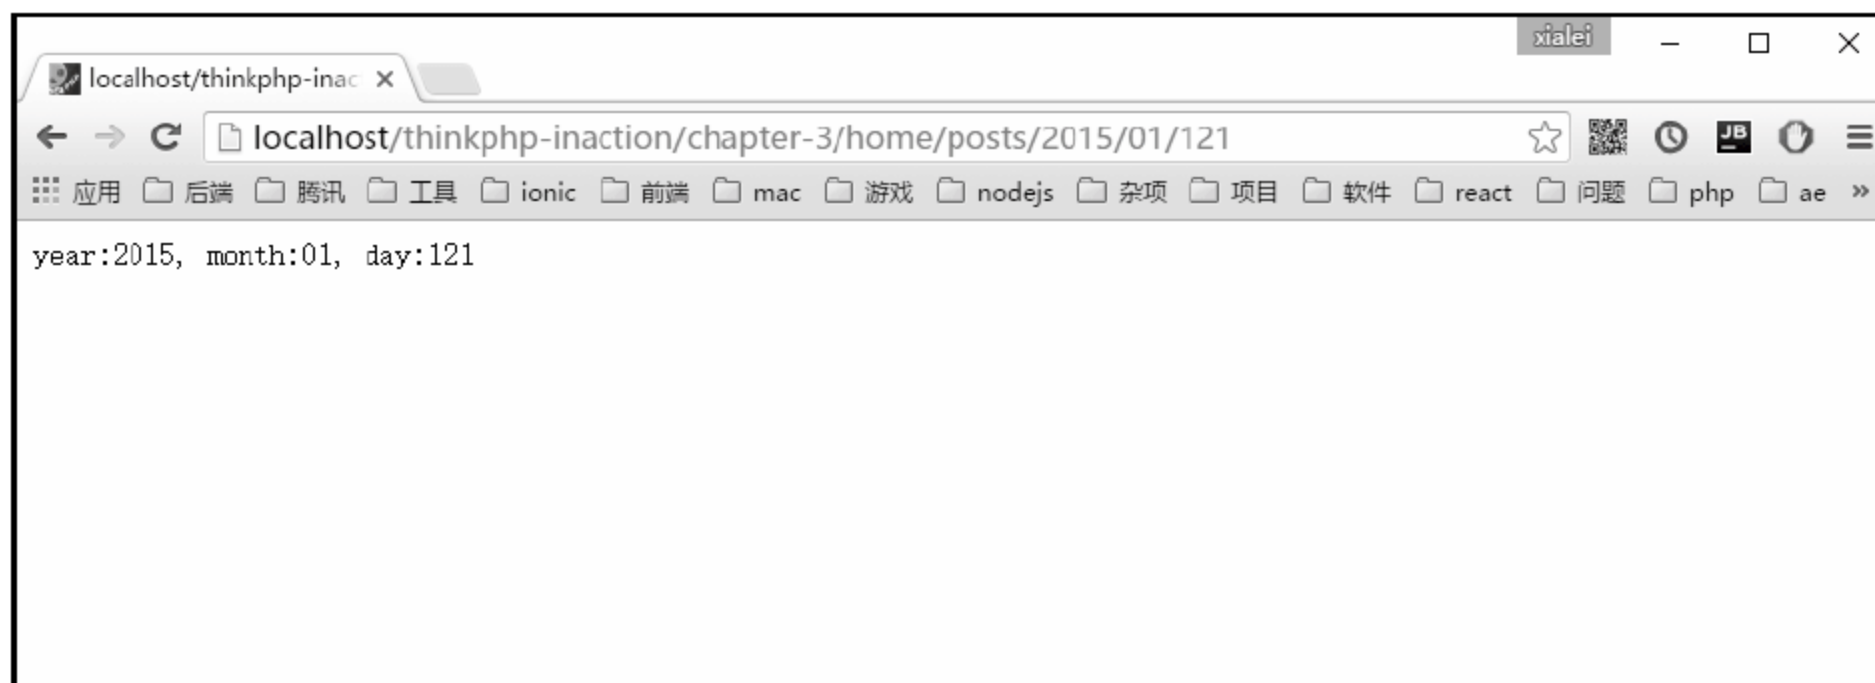 xialei
localhost/thinkphp-inac
localhost/thinkphp-inaction/chapter-3/home/posts/2015/01/121
JB
应用 后端 腾讯 工具 ionic 前端 mac 游戏 nodejs 杂项 项目 软件 react 问题 php ae »
year:2015, month:01, day:121